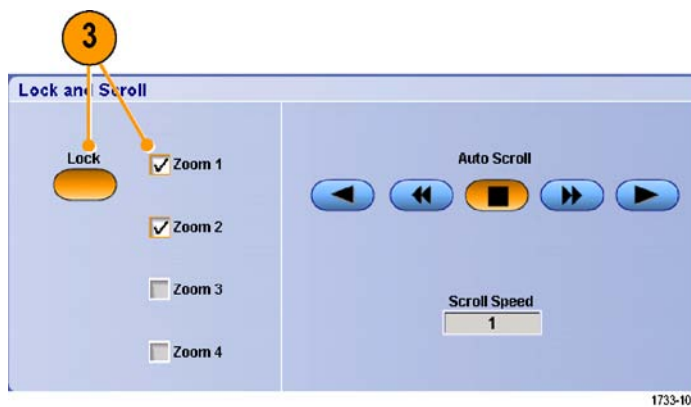 3
Lock and Scroll
Lock
Zoom 1
Zoom 2
Zoom 3
Zoom 4
Auto Scroll
Scroll Speed
1
1733-10